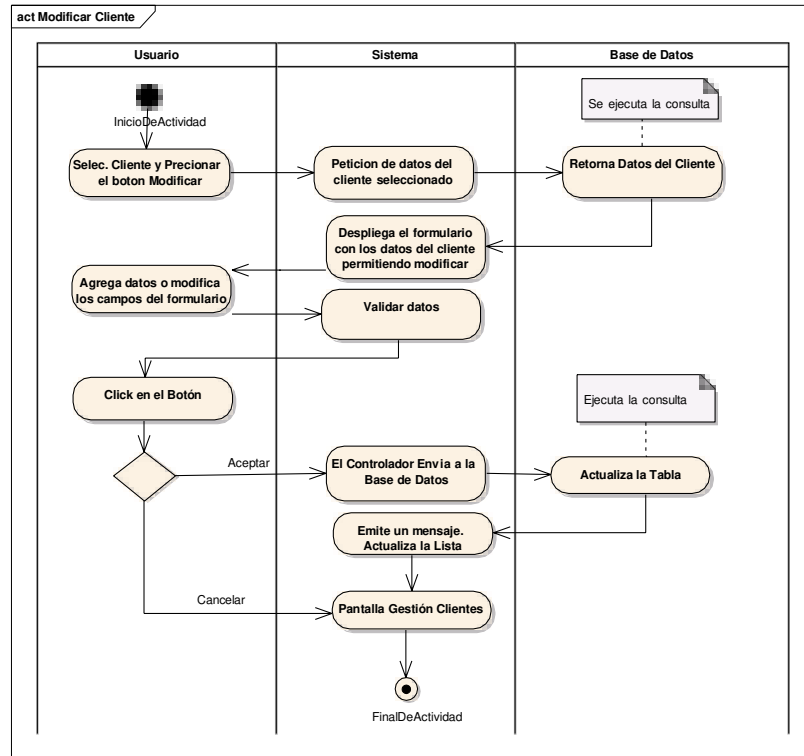 act Modificar Cliente
Usuario
Sistema
Base de Datos
Se ejecuta la consulta
InicioDeActividad
Selec. Cliente y Precionar
el boton Modificar
Peticion de datos del
cliente seleccionado
Retorna Datos del Cliente
Despliega el formulario
con los datos del cliente
permitiendo modificar
Agrega datos o modifica
los campos del formulario
Validar datos
Click en el Botón
Ejecuta la consulta
Aceptar
El Controlador Envia a la
Base de Datos
Actualiza la Tabla
Emite un mensaje.
Actualiza la Lista
Cancelar
Pantalla Gestión Clientes
FinalDeActividad